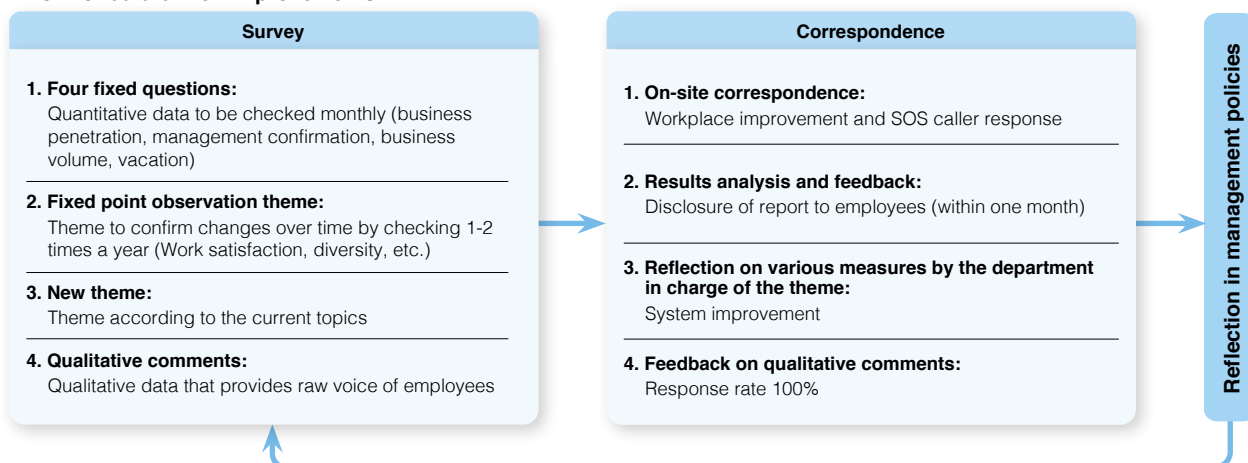 Survey
1. Four fixed questions:
Quantitative data to be checked monthly (business
penetration, management confirmation, business
volume, vacation)
2. Fixed point observation theme:
Theme to confirm changes over time by checking 1-2
times a year (Work satisfaction, diversity, etc.)
3. New theme:
Theme according to the current topics
4. Qualitative comments:
Qualitative data that provides raw voice of employees
Correspondence
1. On-site correspondence:
Workplace improvement and SOS caller response
2. Results analysis and feedback:
Disclosure of report to employees (within one month)
3. Reflection on various measures by the department
in charge of the theme:
System improvement
4. Feedback on qualitative comments:
Response rate 100%
Reflection in management policies